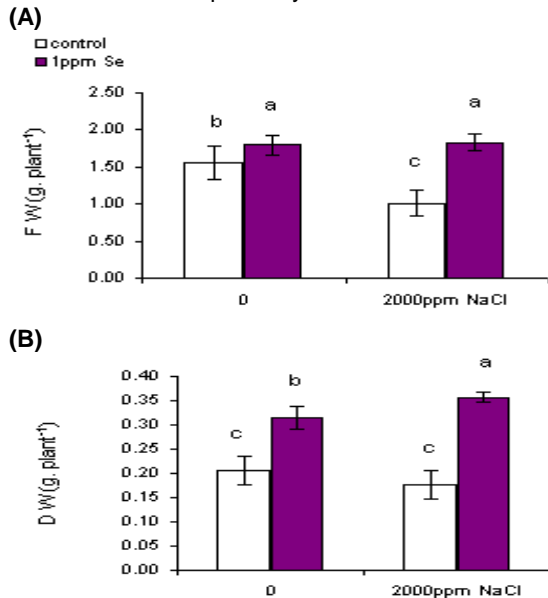 (A)
control
1ppm Se
2.50
2.00
1.50
1.00
0.50
0.00
F W(g. plant⁻¹)
b
a
c
a
0
2000ppm NaCl
(B)
0.40
0.35
0.30
0.25
0.20
0.15
0.10
0.05
0.00
D W(g. plant⁻¹)
c
b
c
a
0
2000ppm NaCl